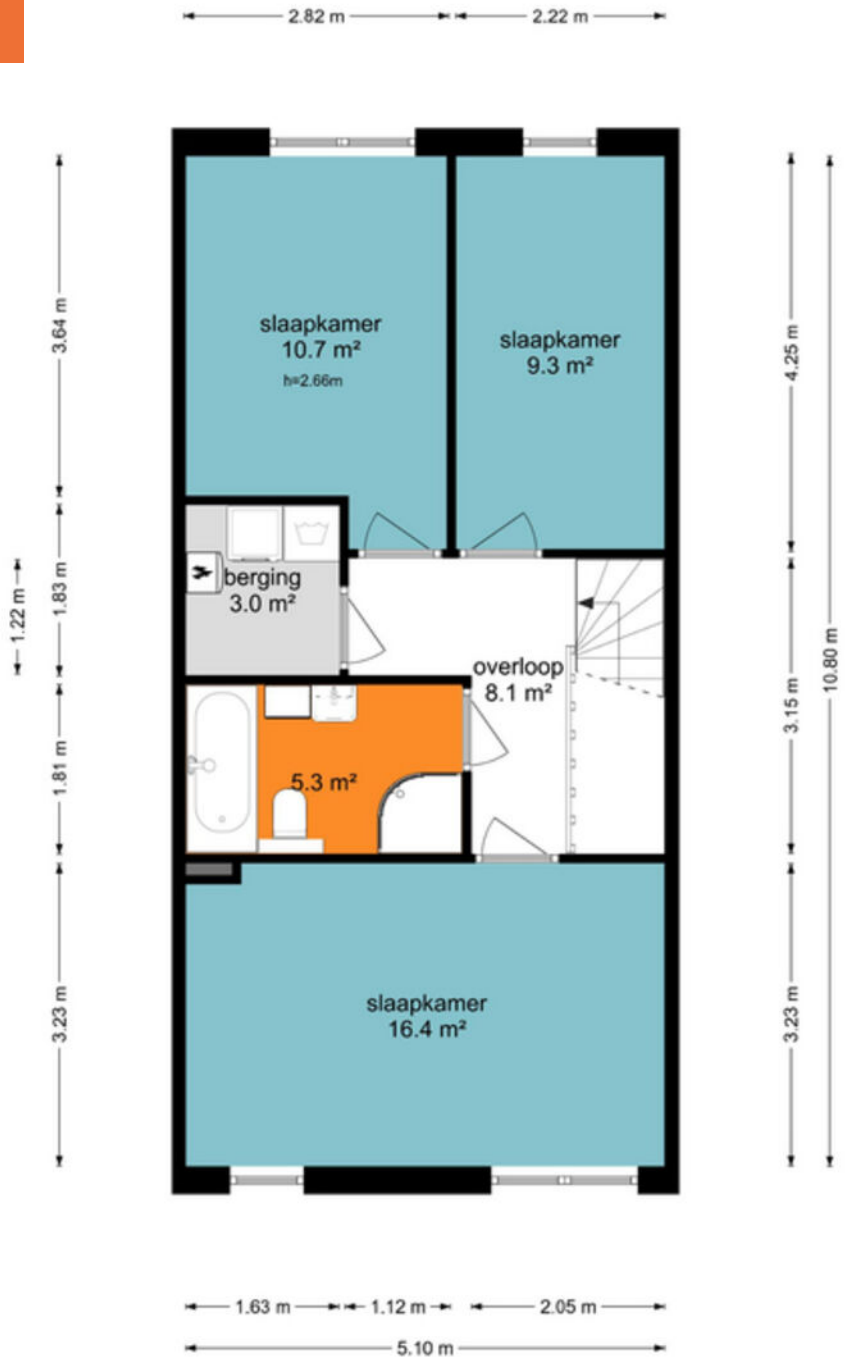 2.82 m
2.22 m
3.64 m
1.83 m
1.22 m
1.81 m
3.23 m
slaapkamer
10.7 m²
h=2.66m
slaapkamer
9.3 m²
berging
3.0 m²
overloop
8.1 m²
5.3 m²
slaapkamer
16.4 m²
4.25 m
3.15 m
10.80 m
3.23 m
1.63 m
1.12 m
2.05 m
5.10 m